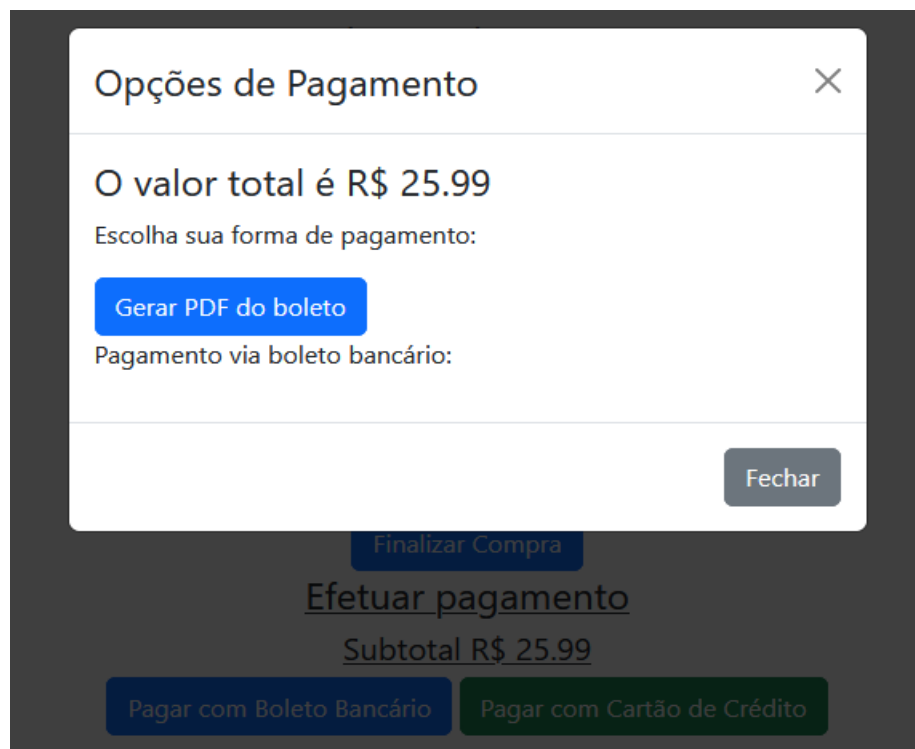 Opções de Pagamento
O valor total é R$ 25.99
Escolha sua forma de pagamento:
Gerar PDF do boleto
Pagamento via boleto bancário:
Fechar
Finalizar Compra
Efetuar pagamento
Subtotal R$ 25.99
Pagar com Boleto Bancário Pagar com Cartão de Crédito